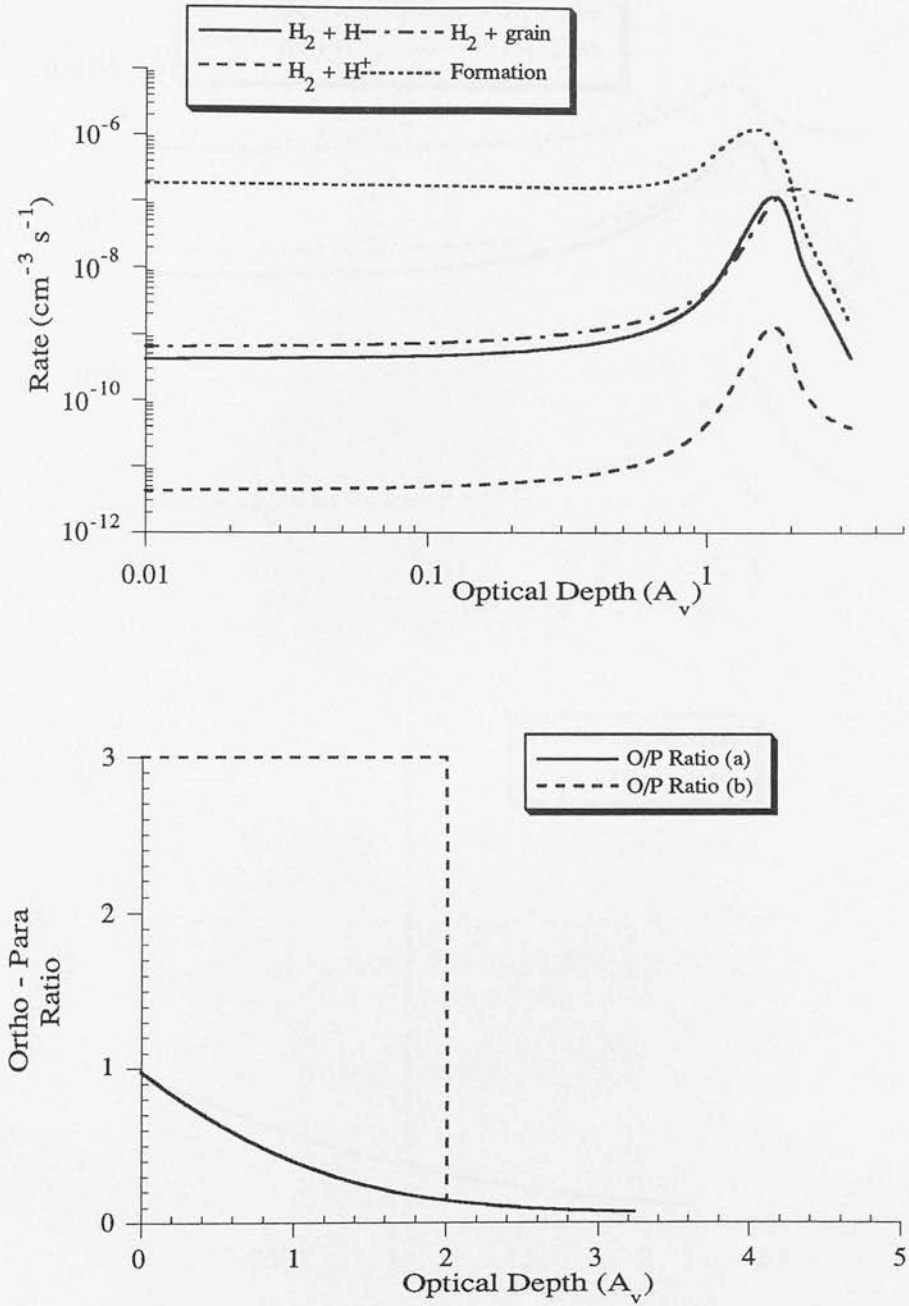 H₂ + H
H₂ + grain
H₂ + H⁺
Formation
10⁻⁶
10⁻⁸
10⁻¹⁰
10⁻¹²
Rate (cm⁻³ s⁻¹)
0.01
0.1
1
Optical Depth (Aᵥ)
O/P Ratio (a)
O/P Ratio (b)
3
2
1
0
Ortho - Para
Ratio
0
1
2
3
4
5
Optical Depth (Aᵥ)